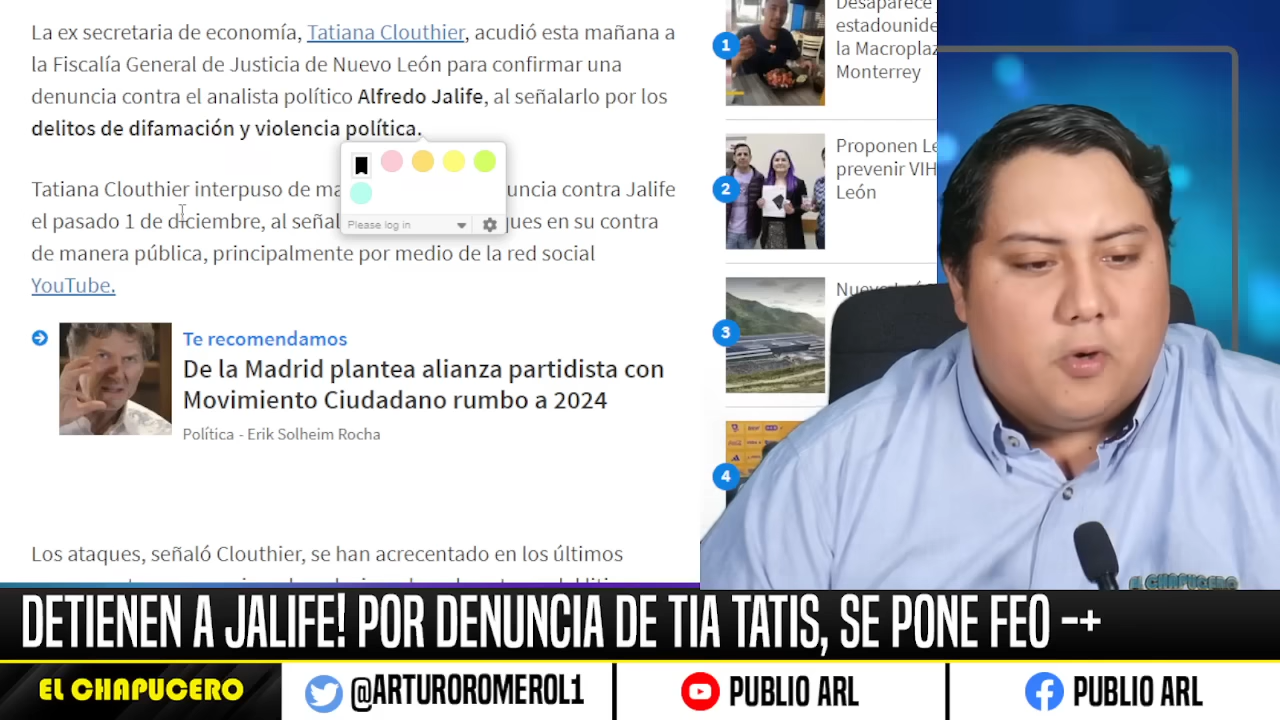 La ex secretaria de economía, Tatiana Clouthier, acudió esta mañana a
la Fiscalía General de Justicia de Nuevo León para confirmar una
denuncia contra el analista político Alfredo Jalife, al señalarlo por los
delitos de difamación y violencia política.
Tatiana Clouthier interpuso de ma uncia contra Jalife
el pasado 1 de diciembre, al señal ques en su contra
Please log in
de manera pública, principalmente por medio de la red social
YouTube.
Te recomendamos
De la Madrid plantea alianza partidista con
Movimiento Ciudadano rumbo a 2024
Política - Erik Solheim Rocha
Los ataques, señaló Clouthier, se han acrecentado en los últimos
1
Desaparece
estadounide
la Macroplaz
Monterrey
2
Proponen Le
prevenir VIH
León
3
4
EL CHAPUCERO
DETIENEN A JALIFE! POR DENUNCIA DE TIA TATIS, SE PONE FEO -+
EL CHAPUCERO
@ARTUROROMEROL1
PUBLIO ARL
PUBLIO ARL